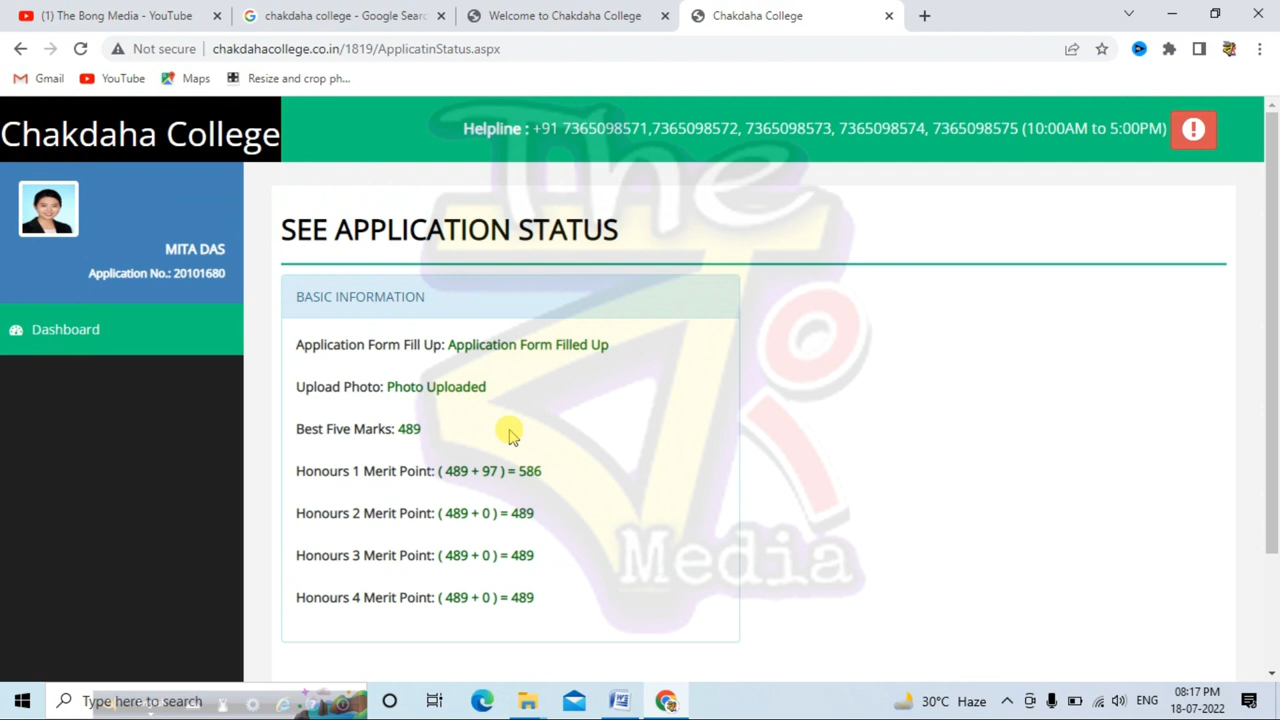 (1) The Bong Media - YouTube
chakdaha college - Google Searc
Welcome to Chakdaha College
Chakdaha College
Not secure
chakdahacollege.co.in/1819/ApplicatinStatus.aspx
Gmail
YouTube
Maps
Resize and crop ph...
Chakdaha College
Helpline : +91 7365098571,7365098572, 7365098573, 7365098574, 7365098575 (10:00AM to 5:00PM)
MITA DAS
Application No.: 20101680
Dashboard
SEE APPLICATION STATUS
BASIC INFORMATION
Application Form Fill Up: Application Form Filled Up
Upload Photo: Photo Uploaded
Best Five Marks: 489
Honours 1 Merit Point: ( 489 + 97 ) = 586
Honours 2 Merit Point: ( 489 + 0 ) = 489
Honours 3 Merit Point: ( 489 + 0 ) = 489
Honours 4 Merit Point: ( 489 + 0 ) = 489
The
Media
Type here to search
30°C Haze
ENG
08:17 PM
18-07-2022